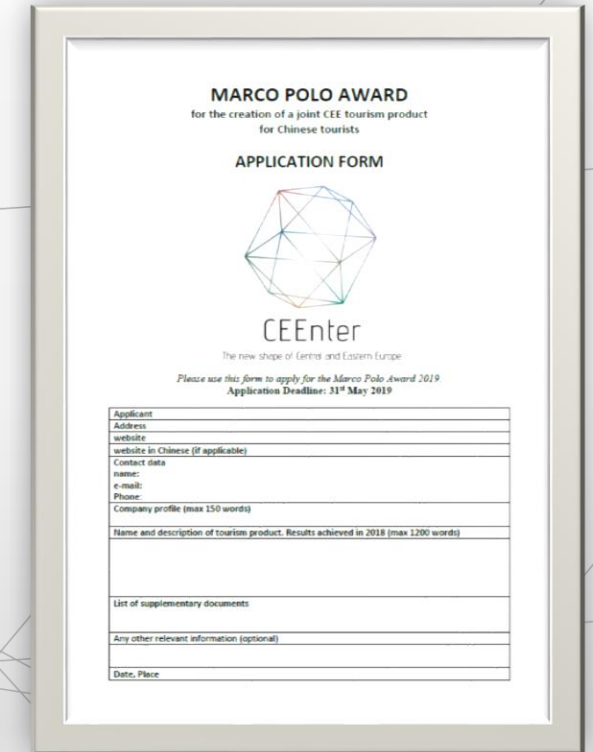 MARCO POLO AWARD
for the creation of a joint CEE tourism product
for Chinese tourists
APPLICATION FORM
CEEnter
The new shape of Central and Eastern Europe
Please use this form to apply for the Marco Polo Award 2019.
Application Deadline: 31st May 2019
Applicant
Address
website
website in Chinese (if applicable)
Contact data
name:
e-mail:
Phone:
Company profile (max 150 words)
Name and description of tourism product. Results achieved in 2018 (max 1200 words)
List of supplementary documents
Any other relevant information (optional)
Date, Place